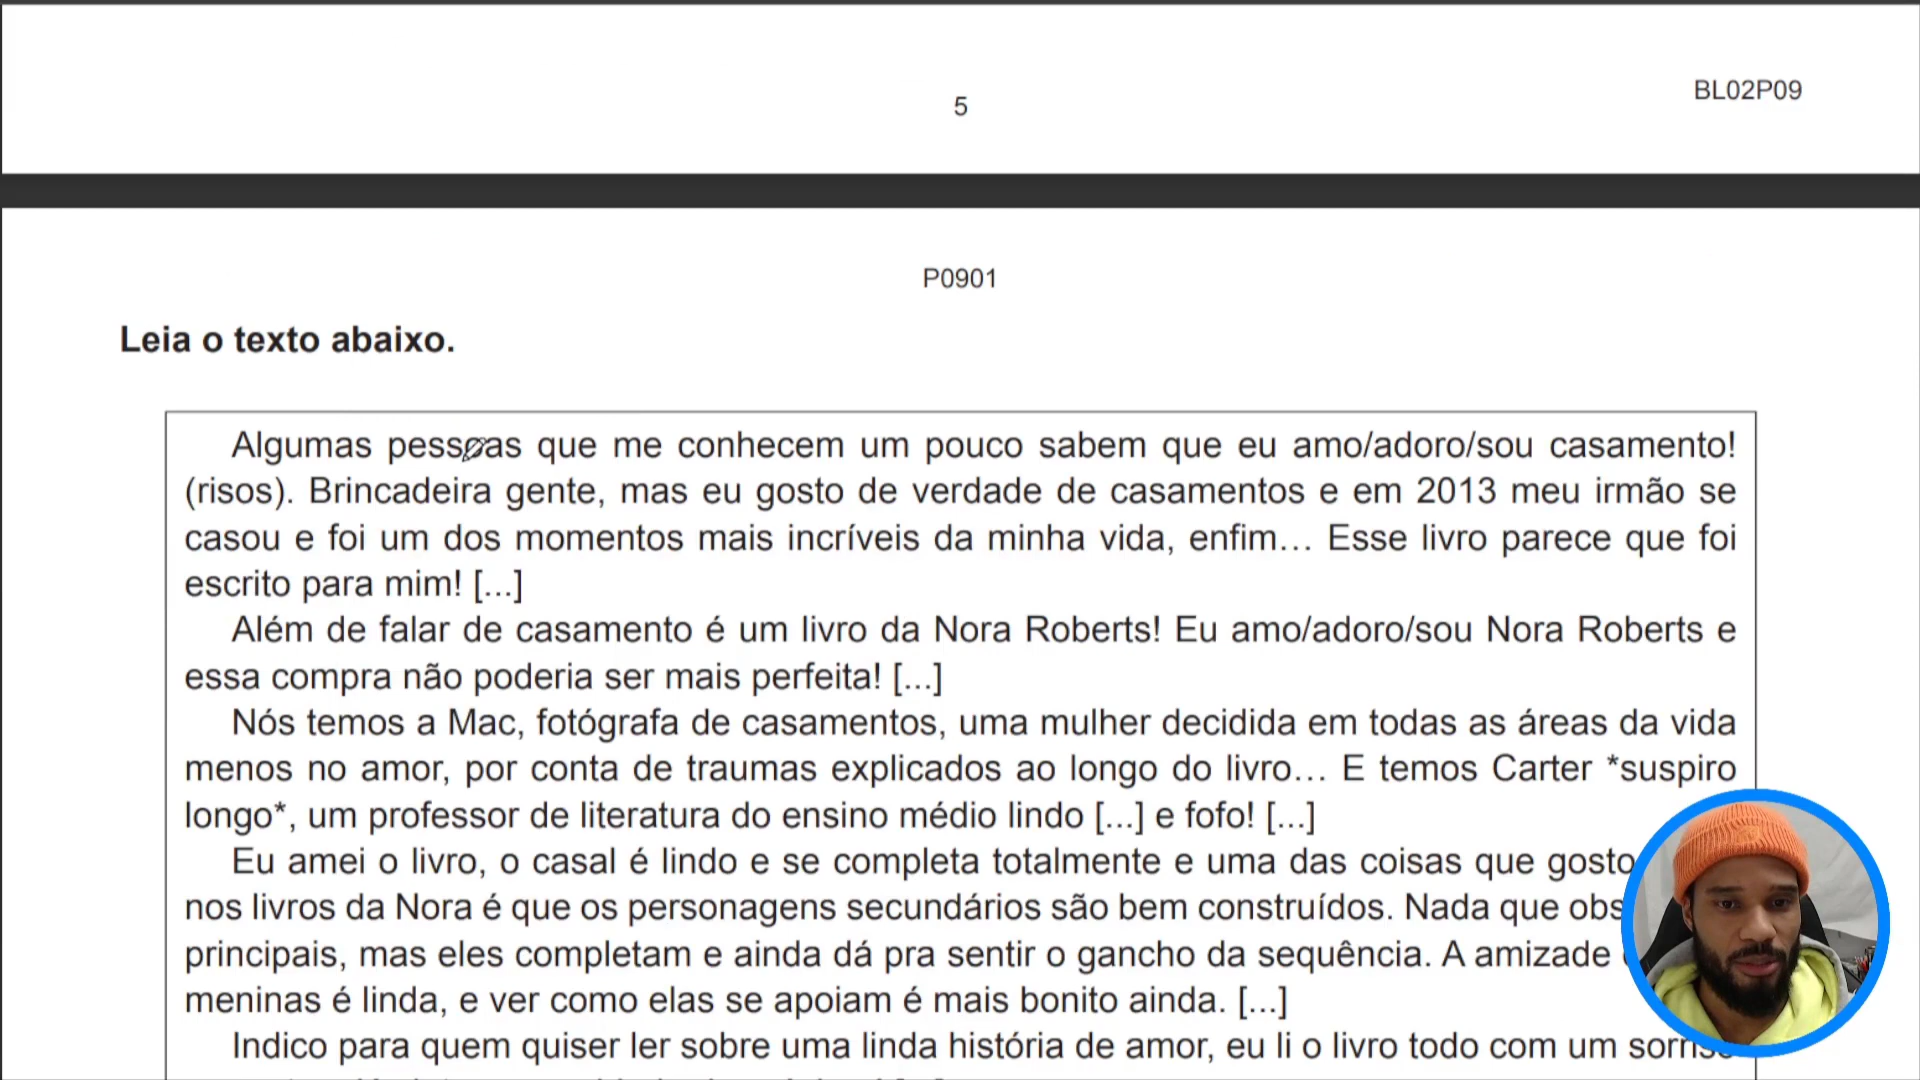 5
BL02P09
P0901
Leia o texto abaixo.
Algumas pessoas que me conhecem um pouco sabem que eu amo/adoro/sou casamento!
(risos). Brincadeira gente, mas eu gosto de verdade de casamentos e em 2013 meu irmão se
casou e foi um dos momentos mais incríveis da minha vida, enfim… Esse livro parece que foi
escrito para mim! [...]
Além de falar de casamento é um livro da Nora Roberts! Eu amo/adoro/sou Nora Roberts e
essa compra não poderia ser mais perfeita! [...]
Nós temos a Mac, fotógrafa de casamentos, uma mulher decidida em todas as áreas da vida
menos no amor, por conta de traumas explicados ao longo do livro… E temos Carter *suspiro
longo*, um professor de literatura do ensino médio lindo [...] e fofo! [...]
Eu amei o livro, o casal é lindo e se completa totalmente e uma das coisas que gosto
nos livros da Nora é que os personagens secundários são bem construídos. Nada que
principais, mas eles completam e ainda dá pra sentir o gancho da sequência. A amizade
meninas é linda, e ver como elas se apoiam é mais bonito ainda. [...]
Indico para quem quiser ler sobre uma linda história de amor, eu li o livro todo com um